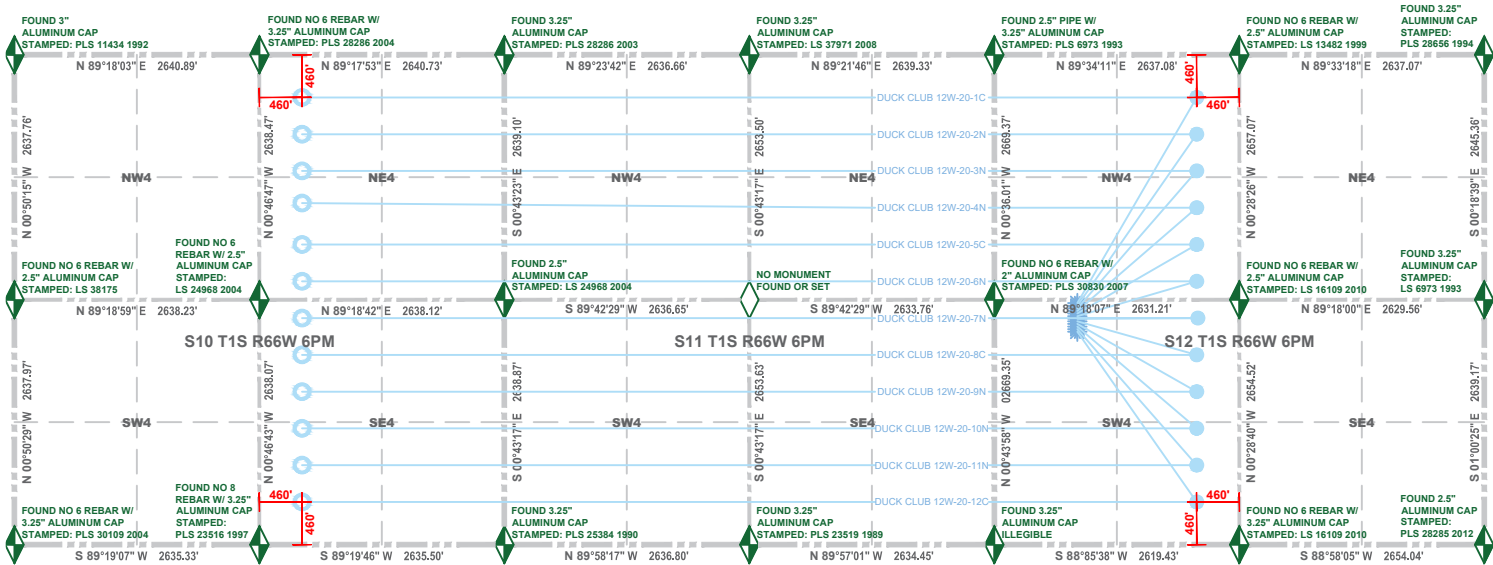 FOUND 3"
ALUMINUM CAP
STAMPED: PLS 11434 1992
FOUND NO 6 REBAR W/
3.25" ALUMINUM CAP
STAMPED: PLS 28286 2004
FOUND 3.25"
ALUMINUM CAP
STAMPED: PLS 28286 2003
FOUND 3.25"
ALUMINUM CAP
STAMPED: LS 37971 2008
FOUND 2.5" PIPE W/
3.25" ALUMINUM CAP
STAMPED: PLS 6973 1993
FOUND NO 6 REBAR W/
2.5" ALUMINUM CAP
STAMPED: LS 13482 1999
FOUND 3.25"
ALUMINUM CAP
STAMPED:
PLS 28656 1994
N 89°18'03" E 2640.89'
N 89°17'53" E 2640.73'
N 89°23'42" E 2636.66'
N 89°21'46" E 2639.33'
N 89°34'11" E 2637.08'
N 89°33'18" E 2637.07'
460'
460'
460'
460'
DUCK CLUB 12W-20-1C
DUCK CLUB 12W-20-2N
DUCK CLUB 12W-20-3N
DUCK CLUB 12W-20-4N
DUCK CLUB 12W-20-5C
DUCK CLUB 12W-20-6N
N 00°50'15" W 2637.76'
N 00°46'47" W 2638.47'
S 00°43'23" E 2639.10'
S 00°43'17" E 2653.50'
N 00°36.01" W 2669.37'
N 00°28'26" W 2657.07'
S 00°18'39" E 2645.36'
NW4
NE4
NW4
NE4
NW4
NE4
FOUND NO 6 REBAR W/
2.5" ALUMINUM CAP
STAMPED: LS 38175
FOUND NO 6
REBAR W/ 2.5"
ALUMINUM CAP
STAMPED:
LS 24968 2004
FOUND 2.5"
ALUMINUM CAP
STAMPED: LS 24968 2004
NO MONUMENT
FOUND OR SET
FOUND NO 6 REBAR W/
2" ALUMINUM CAP
STAMPED: PLS 30830 2007
FOUND NO 6 REBAR W/
2.5" ALUMINUM CAP
STAMPED: LS 16109 2010
FOUND 3.25"
ALUMINUM CAP
STAMPED:
LS 6973 1993
N 89°18'59" E 2638.23'
N 89°18'42" E 2638.12'
S 89°42'29" W 2636.65'
S 89°42'29" W 2633.76'
N 89°18'07" E 2631.21'
N 89°18'00" E 2629.56'
DUCK CLUB 12W-20-7N
S10 T1S R66W 6PM
S11 T1S R66W 6PM
S12 T1S R66W 6PM
DUCK CLUB 12W-20-8C
DUCK CLUB 12W-20-9N
DUCK CLUB 12W-20-10N
DUCK CLUB 12W-20-11N
DUCK CLUB 12W-20-12C
N 00°50'29" W 2637.97'
N 00°46'43" W 2638.07'
S 00°43'17" E 2638.87'
S 00°43'17" E 2653.63'
N 00°43'58" W 02669.35'
N 00°28'40" W 2654.52'
S 01°00'25" E 2639.17'
SW4
SE4
SW4
SE4
SW4
SE4
FOUND NO 6 REBAR W/
3.25" ALUMINUM CAP
STAMPED: PLS 30109 2004
FOUND NO 8
REBAR W/ 3.25"
ALUMINUM CAP
STAMPED:
PLS 23516 1997
FOUND 3.25"
ALUMINUM CAP
STAMPED: PLS 25384 1990
FOUND 3.25"
ALUMINUM CAP
STAMPED: PLS 23519 1989
FOUND 3.25"
ALUMINUM CAP
ILLEGIBLE
FOUND NO 6 REBAR W/
3.25" ALUMINUM CAP
STAMPED: LS 16109 2010
FOUND 2.5"
ALUMINUM CAP
STAMPED:
PLS 28285 2012
460'
460'
460'
460'
S 89°19'07" W 2635.33'
S 89°19'46" W 2635.50'
N 89°58'17" W 2636.80'
N 89°57'01" W 2634.45'
S 88°85'38" W 2619.43'
S 88°58'05" W 2654.04'